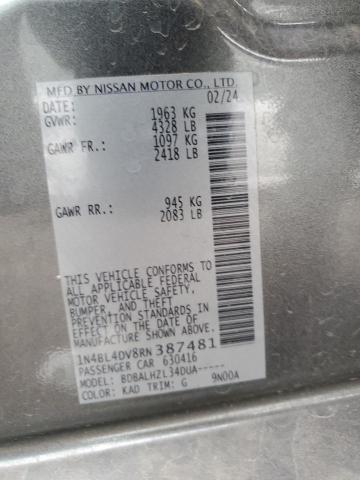 MFD BY NISSAN MOTOR CO., LTD
DATE: 02/24
GVWR: 1963 KG
4328 LB
GAWR FR.: 1097 KG
2418 LB
GAWR RR.: 945 KG
2083 LB
THIS VEHICLE CONFORMS TO
ALL APPLICABLE FEDERAL
MOTOR VEHICLE SAFETY,
BUMPER, AND THEFT
PREVENTION STANDARDS IN
EFFECT ON THE DATE OF
MANUFACTURE SHOWN ABOVE.
1N4BL4DV8RN387481
PASSENGER CAR 630416
MODEL: BDBALHZL34DUA-----
COLOR: KAD TRIM: G 9N00A